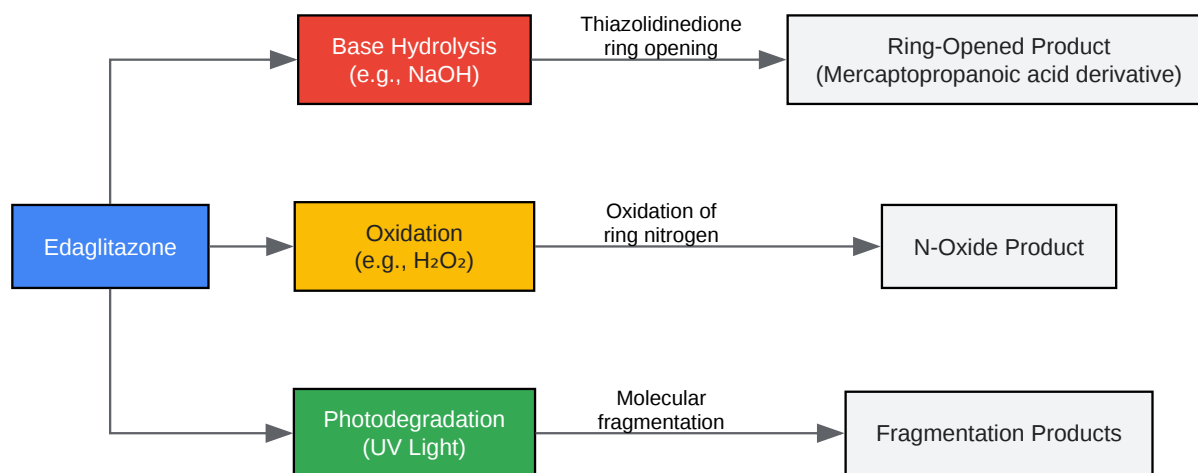 Base Hydrolysis
(e.g., NaOH)
Thiazolidinedione
ring opening
Ring-Opened Product
(Mercaptopropanoic acid derivative)
Edaglitazone
Oxidation
(e.g., H₂O₂)
Oxidation of
ring nitrogen
N-Oxide Product
Photodegradation
(UV Light)
Molecular
fragmentation
Fragmentation Products